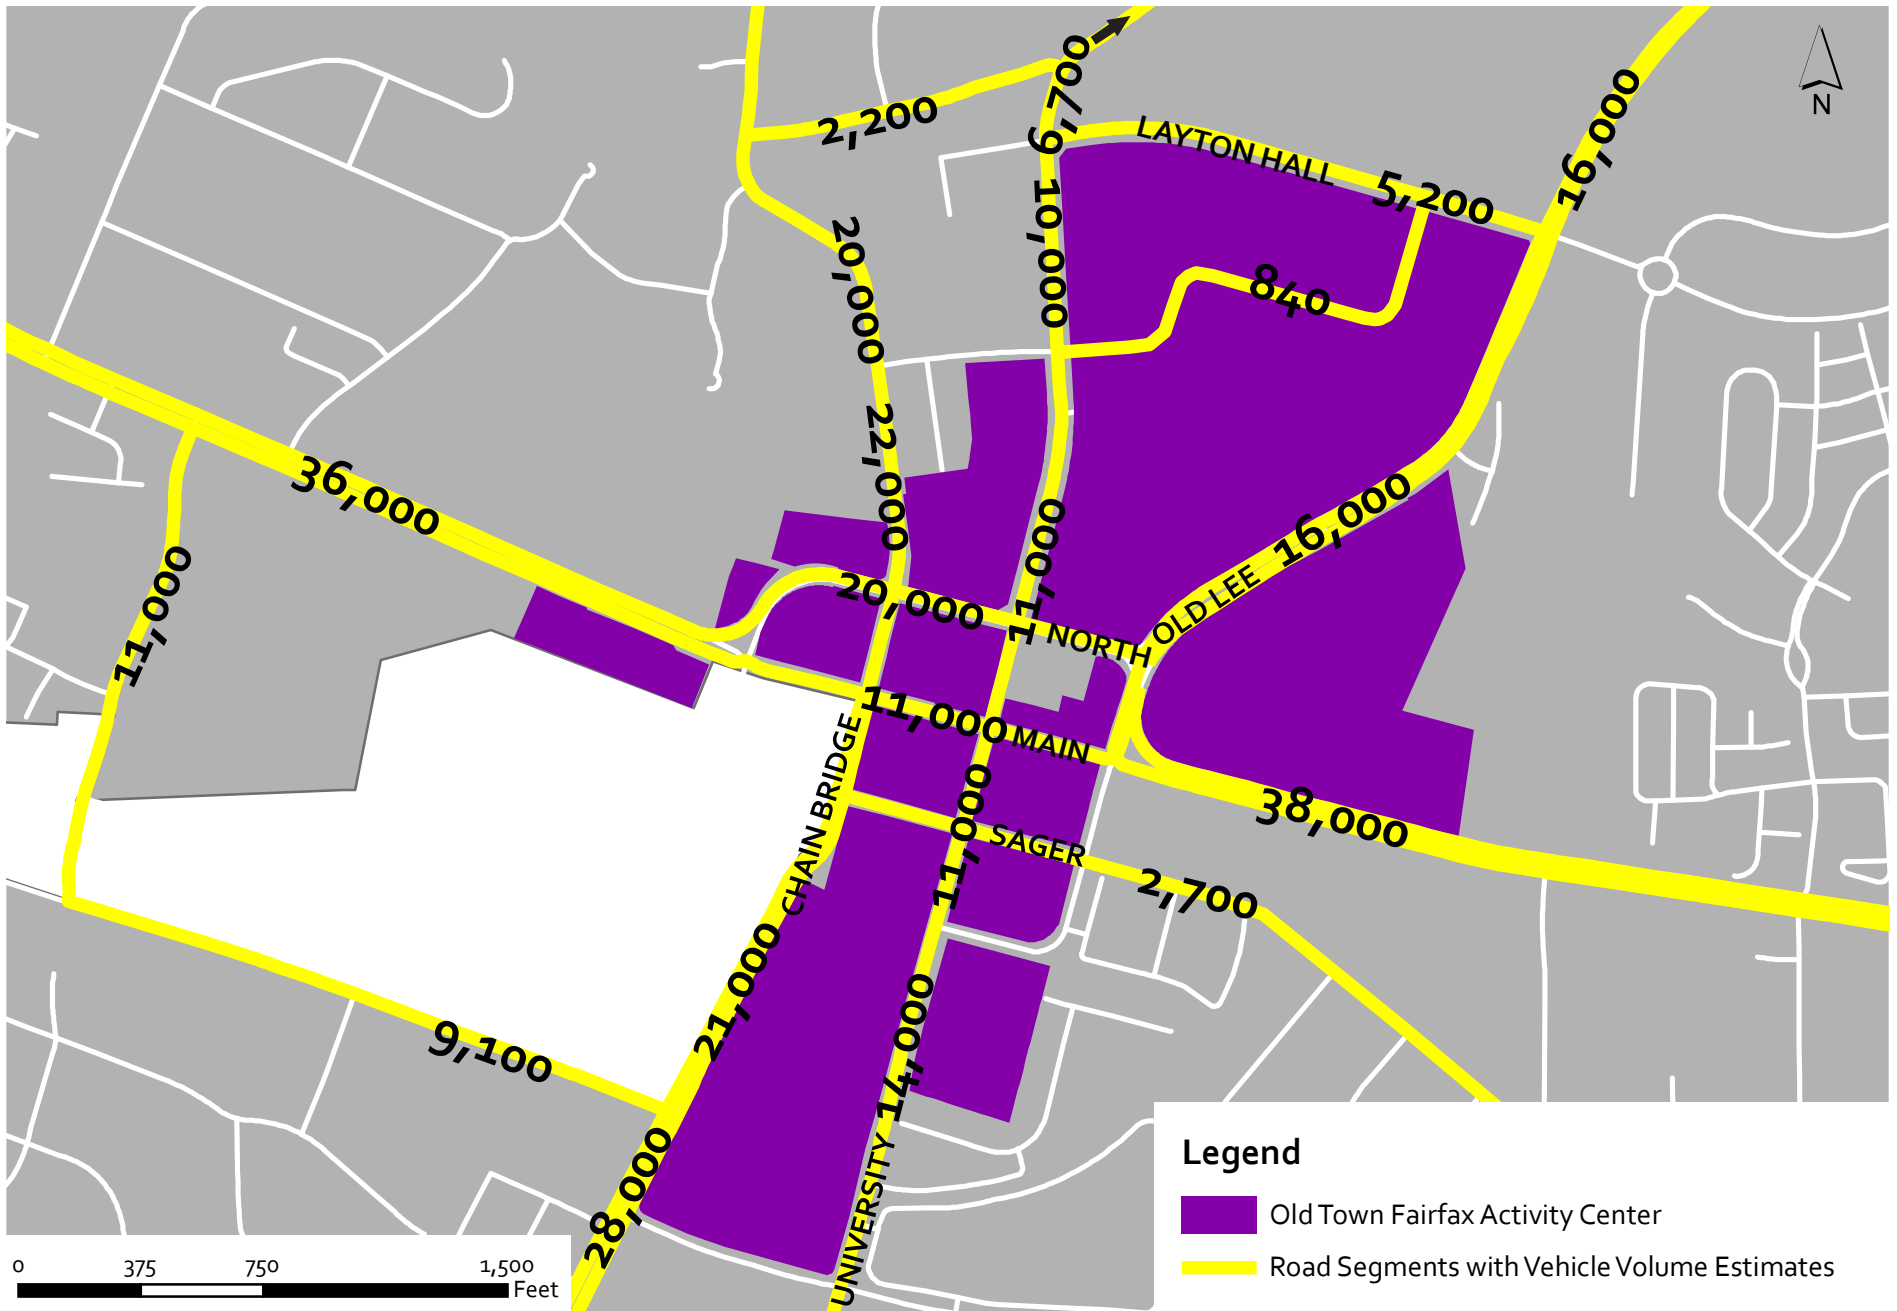 6,700
N
16,000
2,200
LAYTON HALL
5,200
10,000
20,000
840
22,000
36,000
16,000
11,000
11,000
20,000
OLD LEE
NORTH
11,000
MAIN
CHAIN BRIDGE
38,000
11,000
SAGER
2,700
21,000
14,000
9,100
28,000
UNIVERSITY
Legend
Old Town Fairfax Activity Center
Road Segments with Vehicle Volume Estimates
0 375 750 1,500
Feet